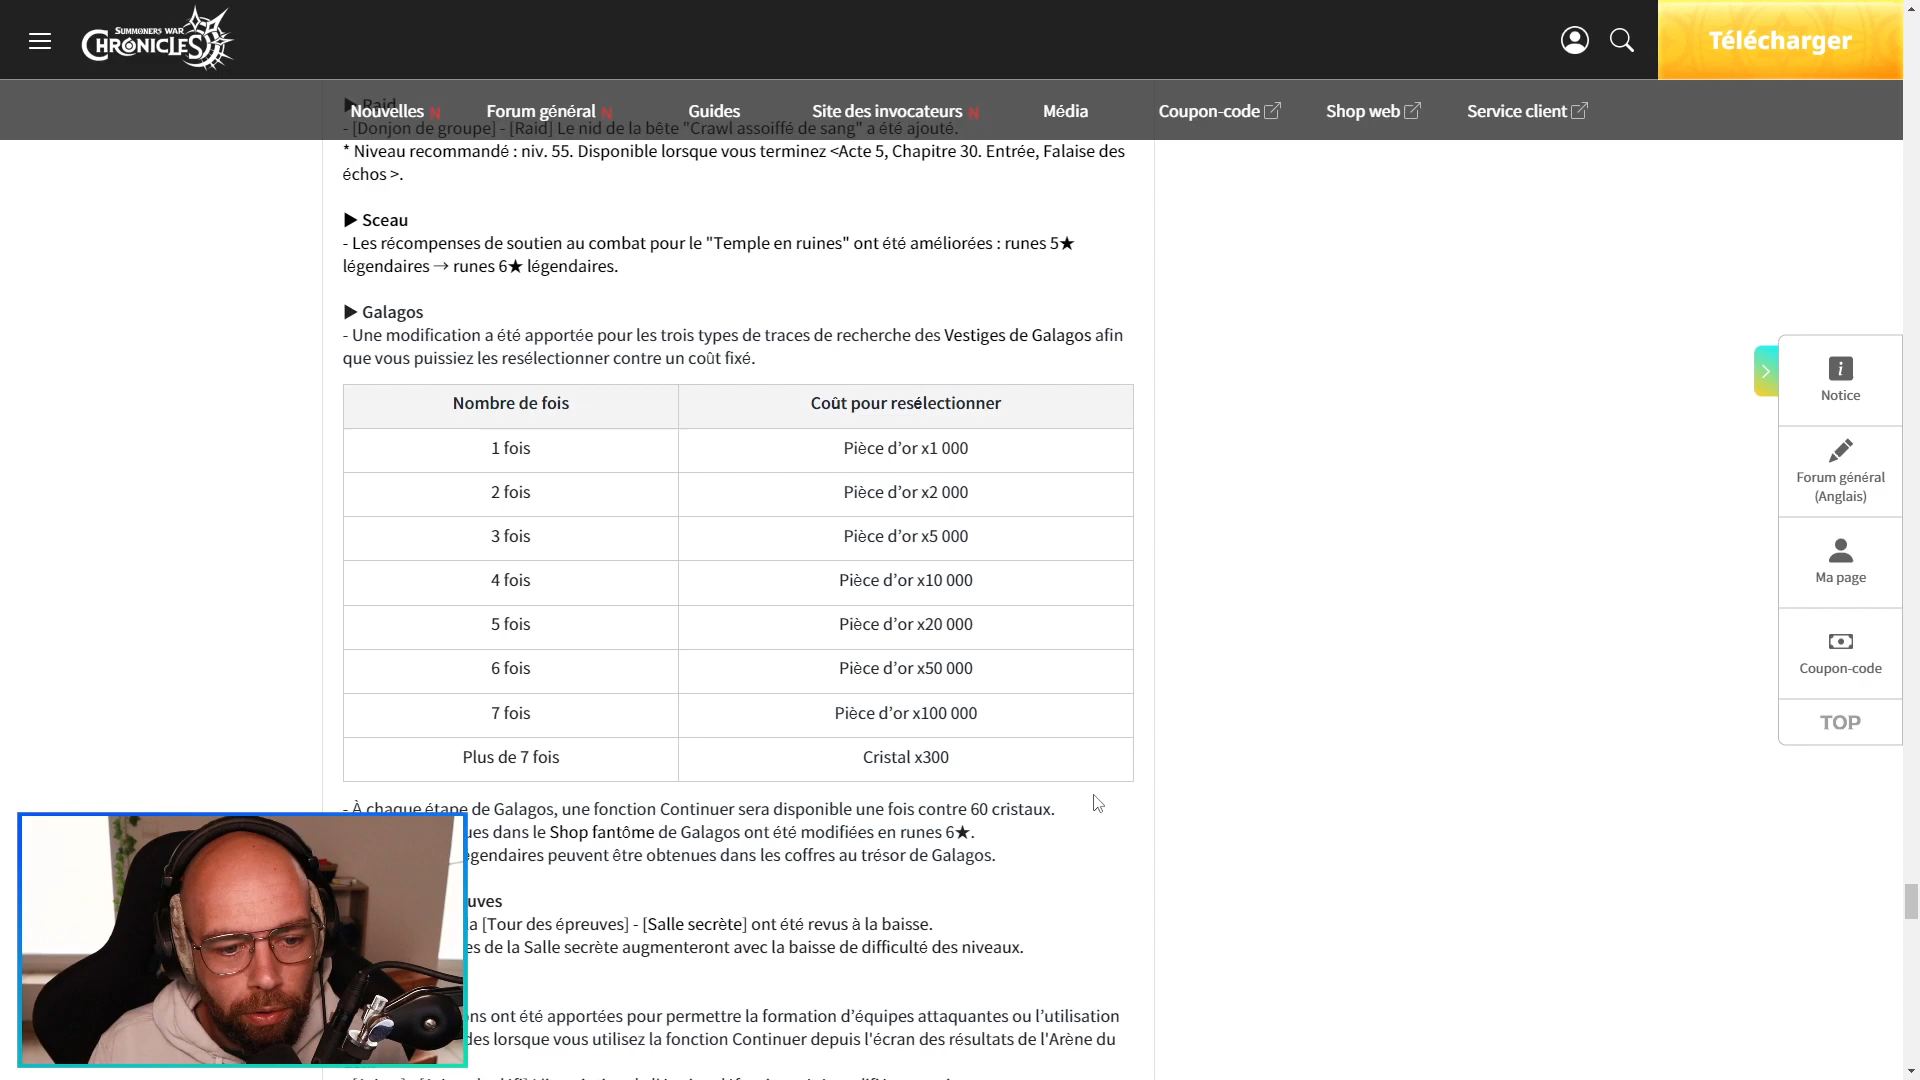 SUMMONERS WAR
CHRONICLES
Télécharger
Nouvelles N
Forum général N
Guides
Site des invocateurs N
Média
Coupon-code
Shop web
Service client
▶ Raid
- [Donjon de groupe] - [Raid] Le nid de la bête "Crawl assoiffé de sang" a été ajouté.
* Niveau recommandé : niv. 55. Disponible lorsque vous terminez <Acte 5, Chapitre 30. Entrée, Falaise des
échos >.
▶ Sceau
- Les récompenses de soutien au combat pour le "Temple en ruines" ont été améliorées : runes 5★
légendaires → runes 6★ légendaires.
▶ Galagos
- Une modification a été apportée pour les trois types de traces de recherche des Vestiges de Galagos afin
que vous puissiez les resélectionner contre un coût fixé.
Nombre de fois Coût pour resélectionner
1 fois Pièce d’or x1 000
2 fois Pièce d’or x2 000
3 fois Pièce d’or x5 000
4 fois Pièce d’or x10 000
5 fois Pièce d’or x20 000
6 fois Pièce d’or x50 000
7 fois Pièce d’or x100 000
Plus de 7 fois Cristal x300
- À chaque étape de Galagos, une fonction Continuer sera disponible une fois contre 60 cristaux.
dans le Shop fantôme de Galagos ont été modifiées en runes 6★.
peuvent être obtenues dans les coffres au trésor de Galagos.
[Tour des épreuves] - [Salle secrète] ont été revus à la baisse.
de la Salle secrète augmenteront avec la baisse de difficulté des niveaux.
ont été apportées pour permettre la formation d’équipes attaquantes ou l’utilisation
lorsque vous utilisez la fonction Continuer depuis l'écran des résultats de l'Arène du
Notice
Forum général
(Anglais)
Ma page
Coupon-code
TOP